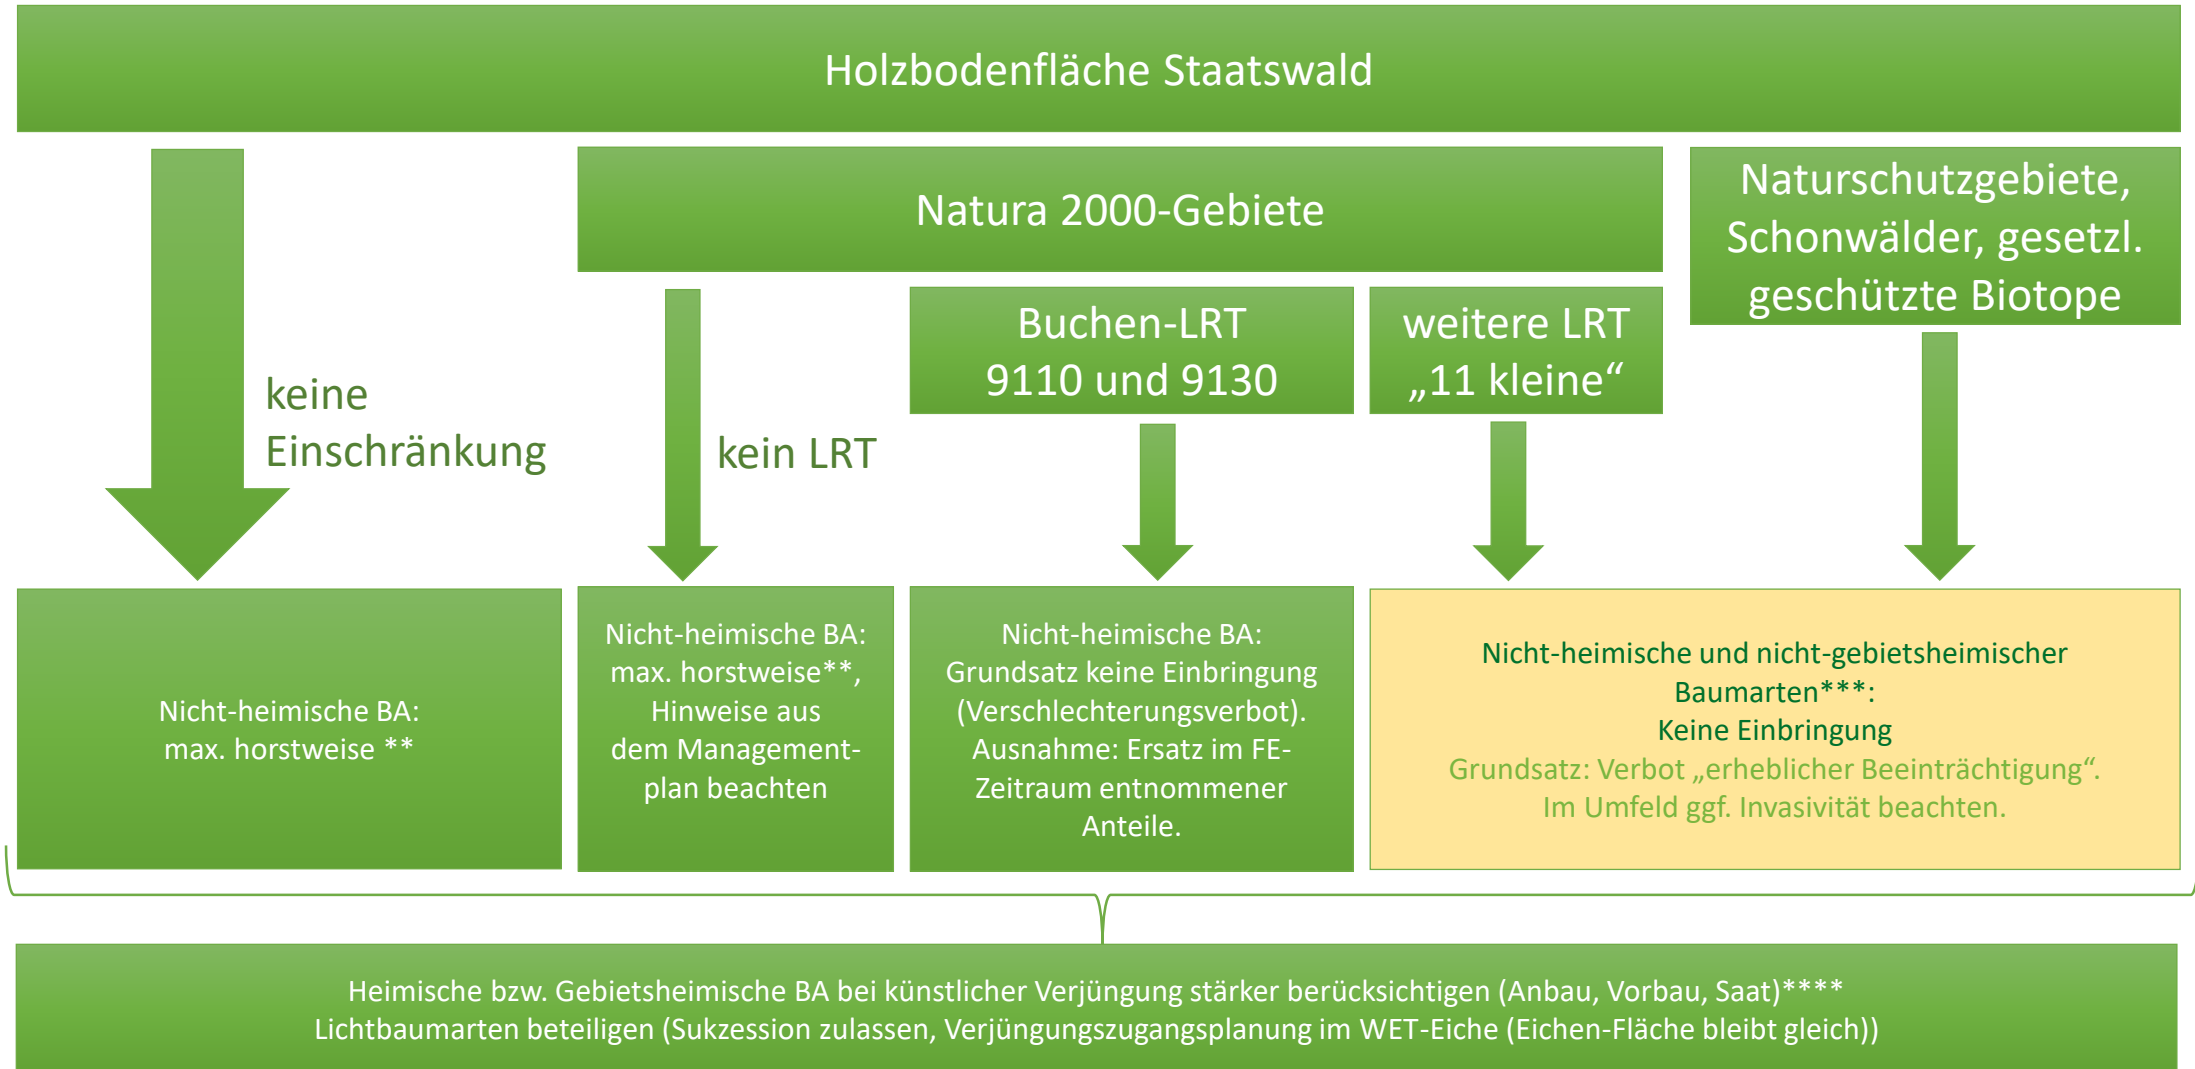 Holzbodenfläche Staatswald
Natura 2000-Gebiete
Naturschutzgebiete,
Schonwälder, gesetzl.
geschützte Biotope
Buchen-LRT
9110 und 9130
weitere LRT
„11 kleine“
keine
Einschränkung
kein LRT
Nicht-heimische BA:
max. horstweise **
Nicht-heimische BA:
max. horstweise**,
Hinweise aus
dem Management-
plan beachten
Nicht-heimische BA:
Grundsatz keine Einbringung
(Verschlechterungsverbot).
Ausnahme: Ersatz im FE-
Zeitraum entnommener
Anteile.
Nicht-heimische und nicht-gebietsheimischer
Baumarten***:
Keine Einbringung
Grundsatz: Verbot „erheblicher Beeinträchtigung“.
Im Umfeld ggf. Invasivität beachten.
Heimische bzw. Gebietsheimische BA bei künstlicher Verjüngung stärker berücksichtigen (Anbau, Vorbau, Saat)****
Lichtbaumarten beteiligen (Sukzession zulassen, Verjüngungszugangsplanung im WET-Eiche (Eichen-Fläche bleibt gleich))